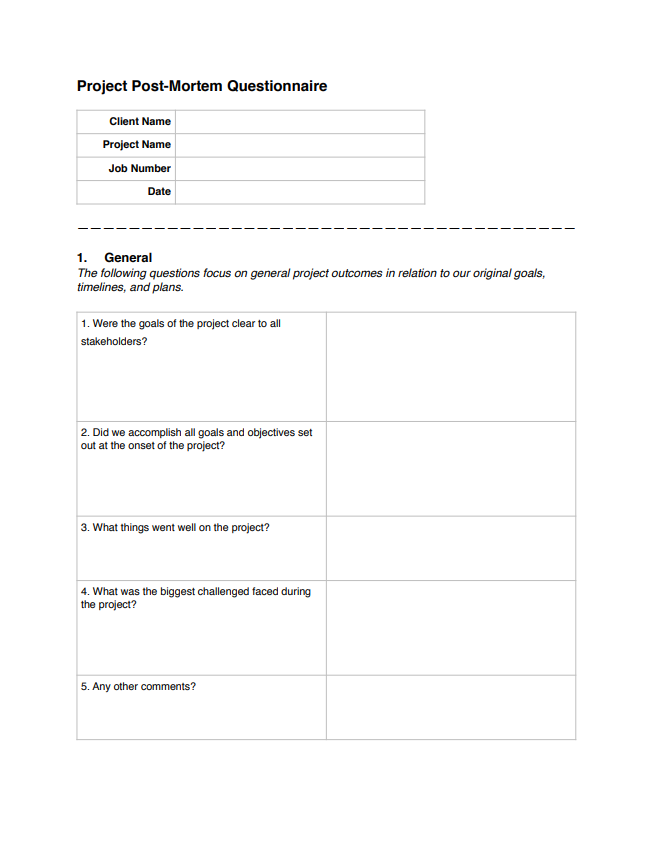 Project Post-Mortem Questionnaire
Client Name
Project Name
Job Number
Date
1. General
The following questions focus on general project outcomes in relation to our original goals,
timelines, and plans.
1. Were the goals of the project clear to all
stakeholders?
2. Did we accomplish all goals and objectives set
out at the onset of the project?
3. What things went well on the project?
4. What was the biggest challenged faced during
the project?
5. Any other comments?